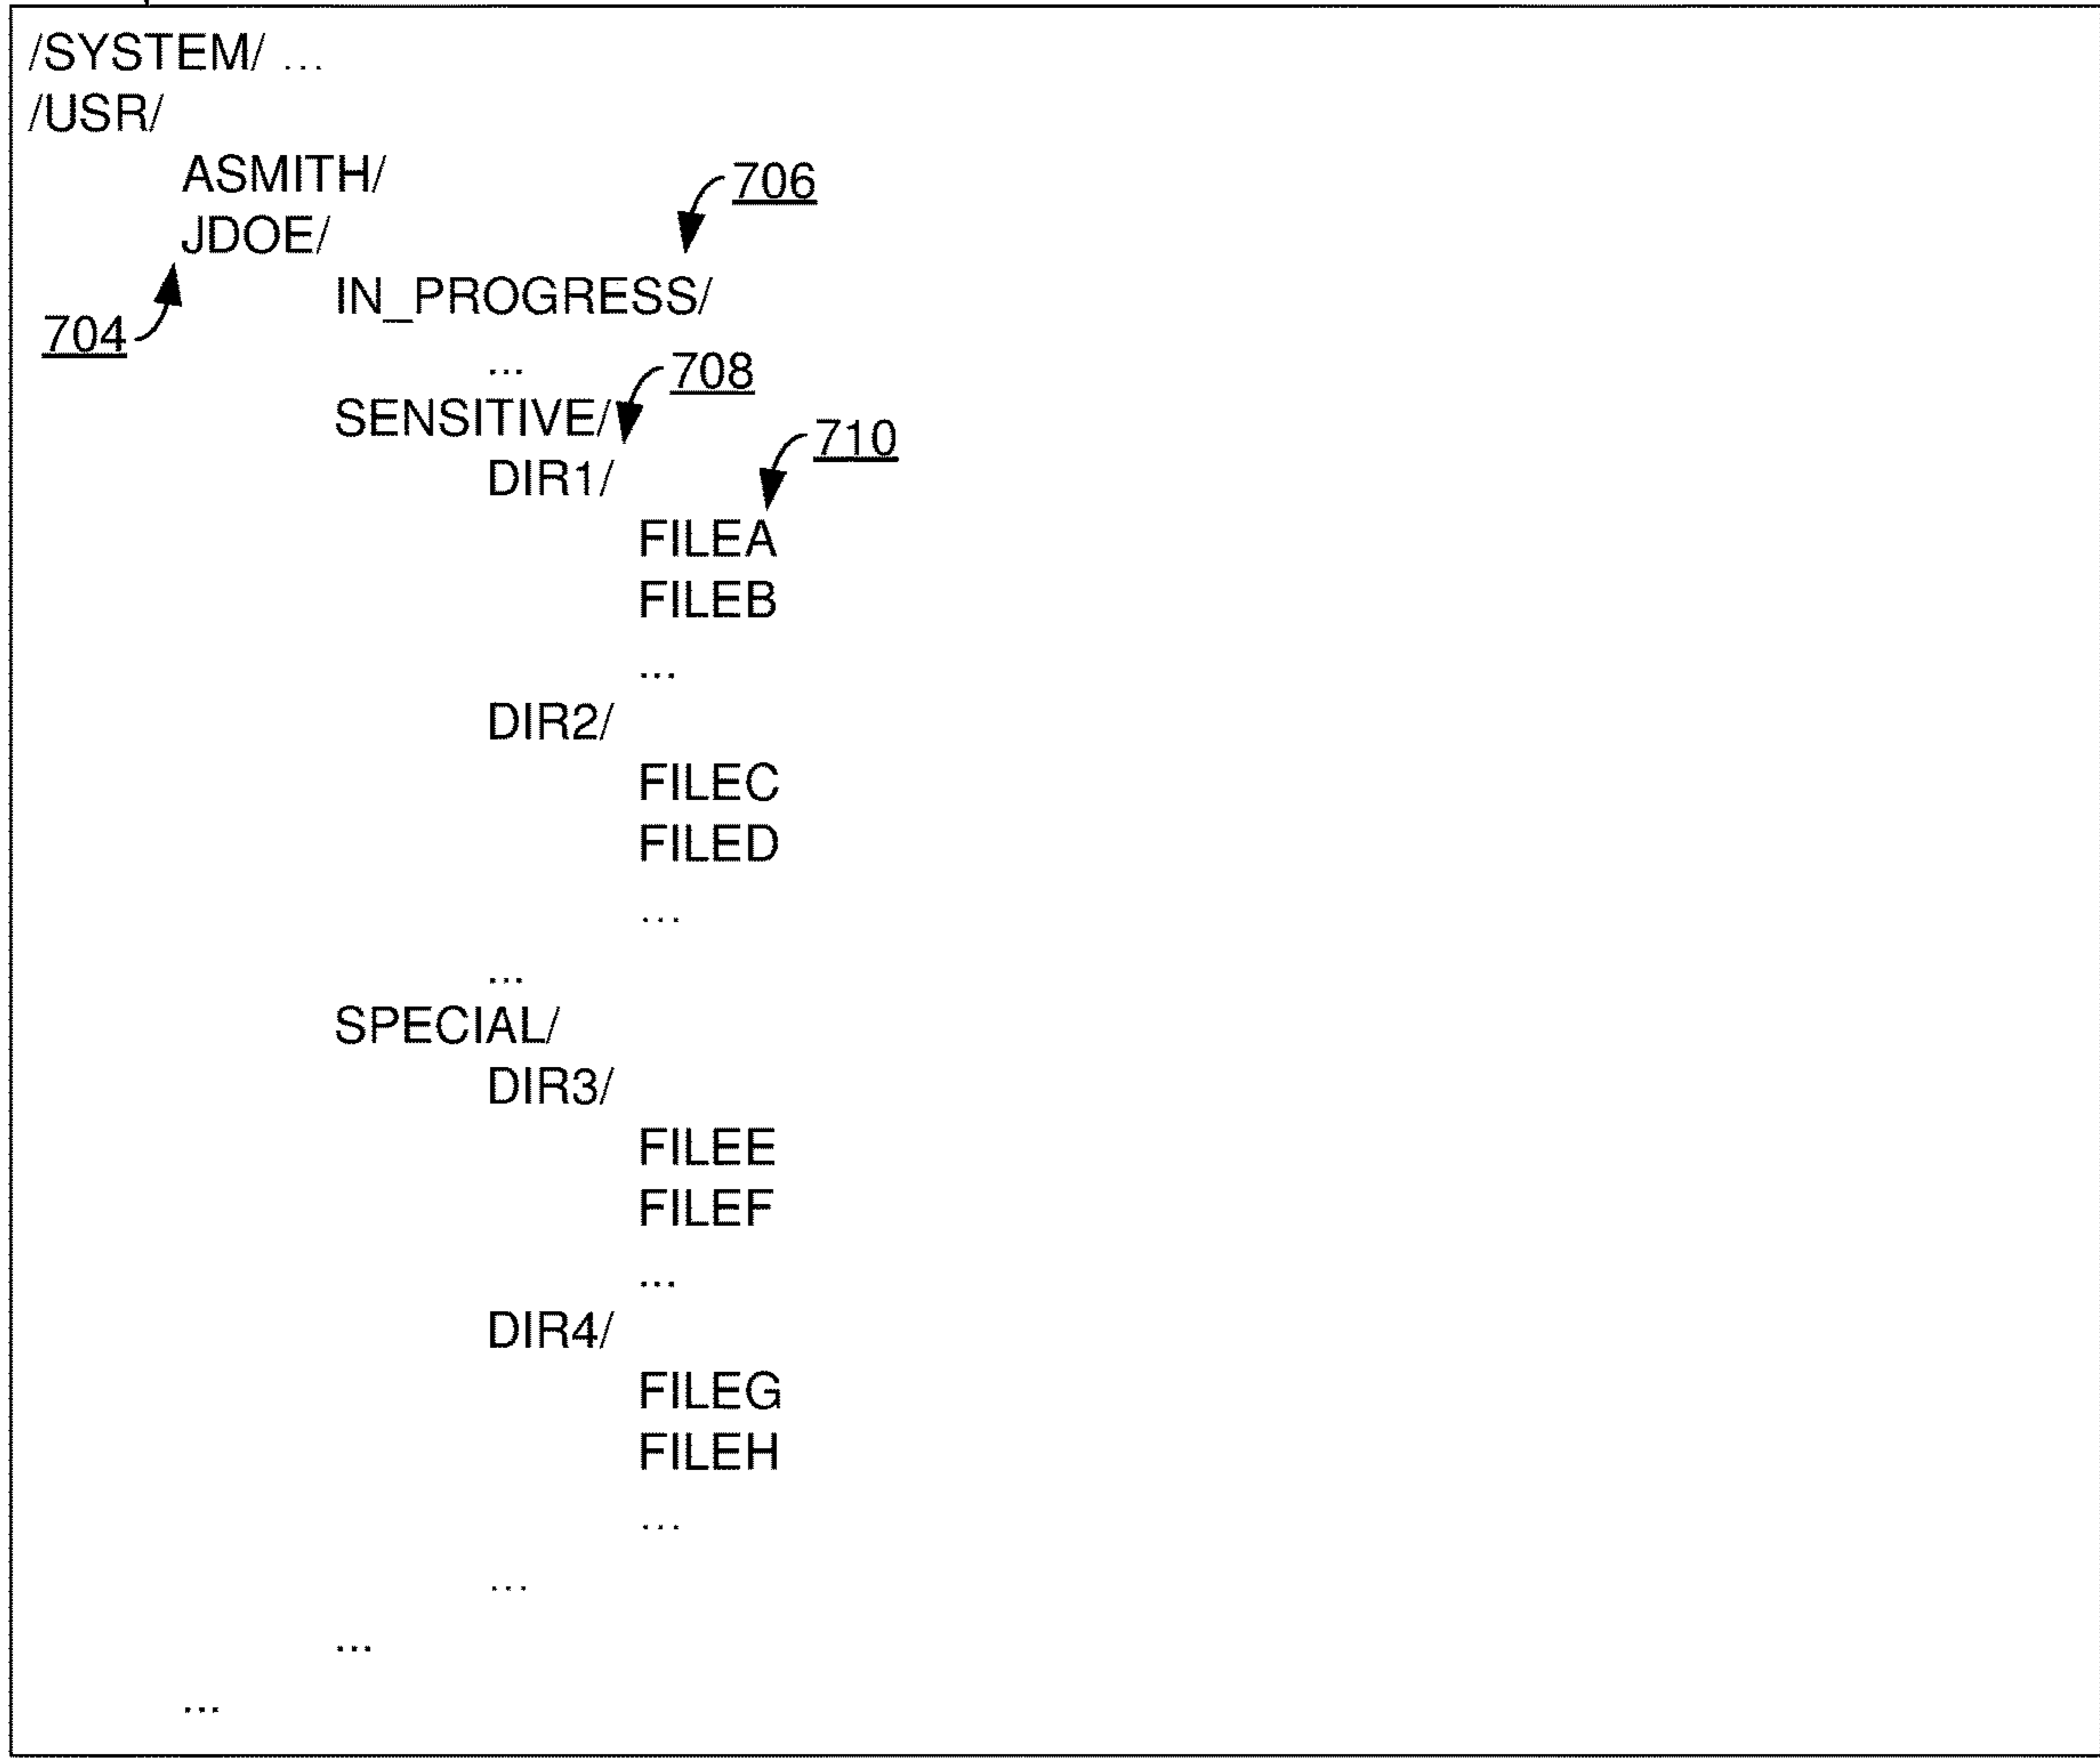 /SYSTEM/ ...
/USR/
ASMITH/
706
JDOE/
IN_PROGRESS/
704
...
708
SENSITIVE/
710
DIR1/
FILEA
FILEB
...
DIR2/
FILEC
FILED
...
...
SPECIAL/
DIR3/
FILEE
FILEF
...
DIR4/
FILEG
FILEH
...
...
...
...